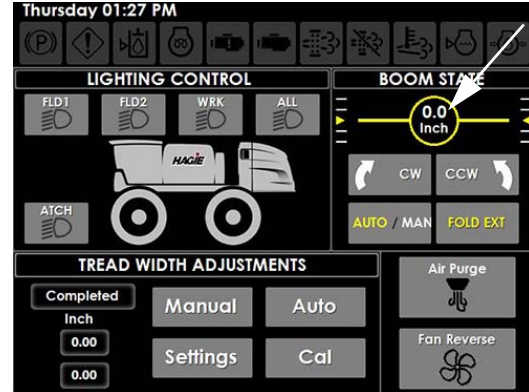 Thursday 01:27 PM
(P)
LIGHTING CONTROL
FLD1 FLD2 WRK ALL
HAGIE
ATCH
BOOM STATE
0.0
Inch
CW CCW
AUTO / MAN FOLD EXT
TREAD WIDTH ADJUSTMENTS
Completed
Inch
0.00
0.00
Manual Auto
Settings Cal
Air Purge
Fan Reverse